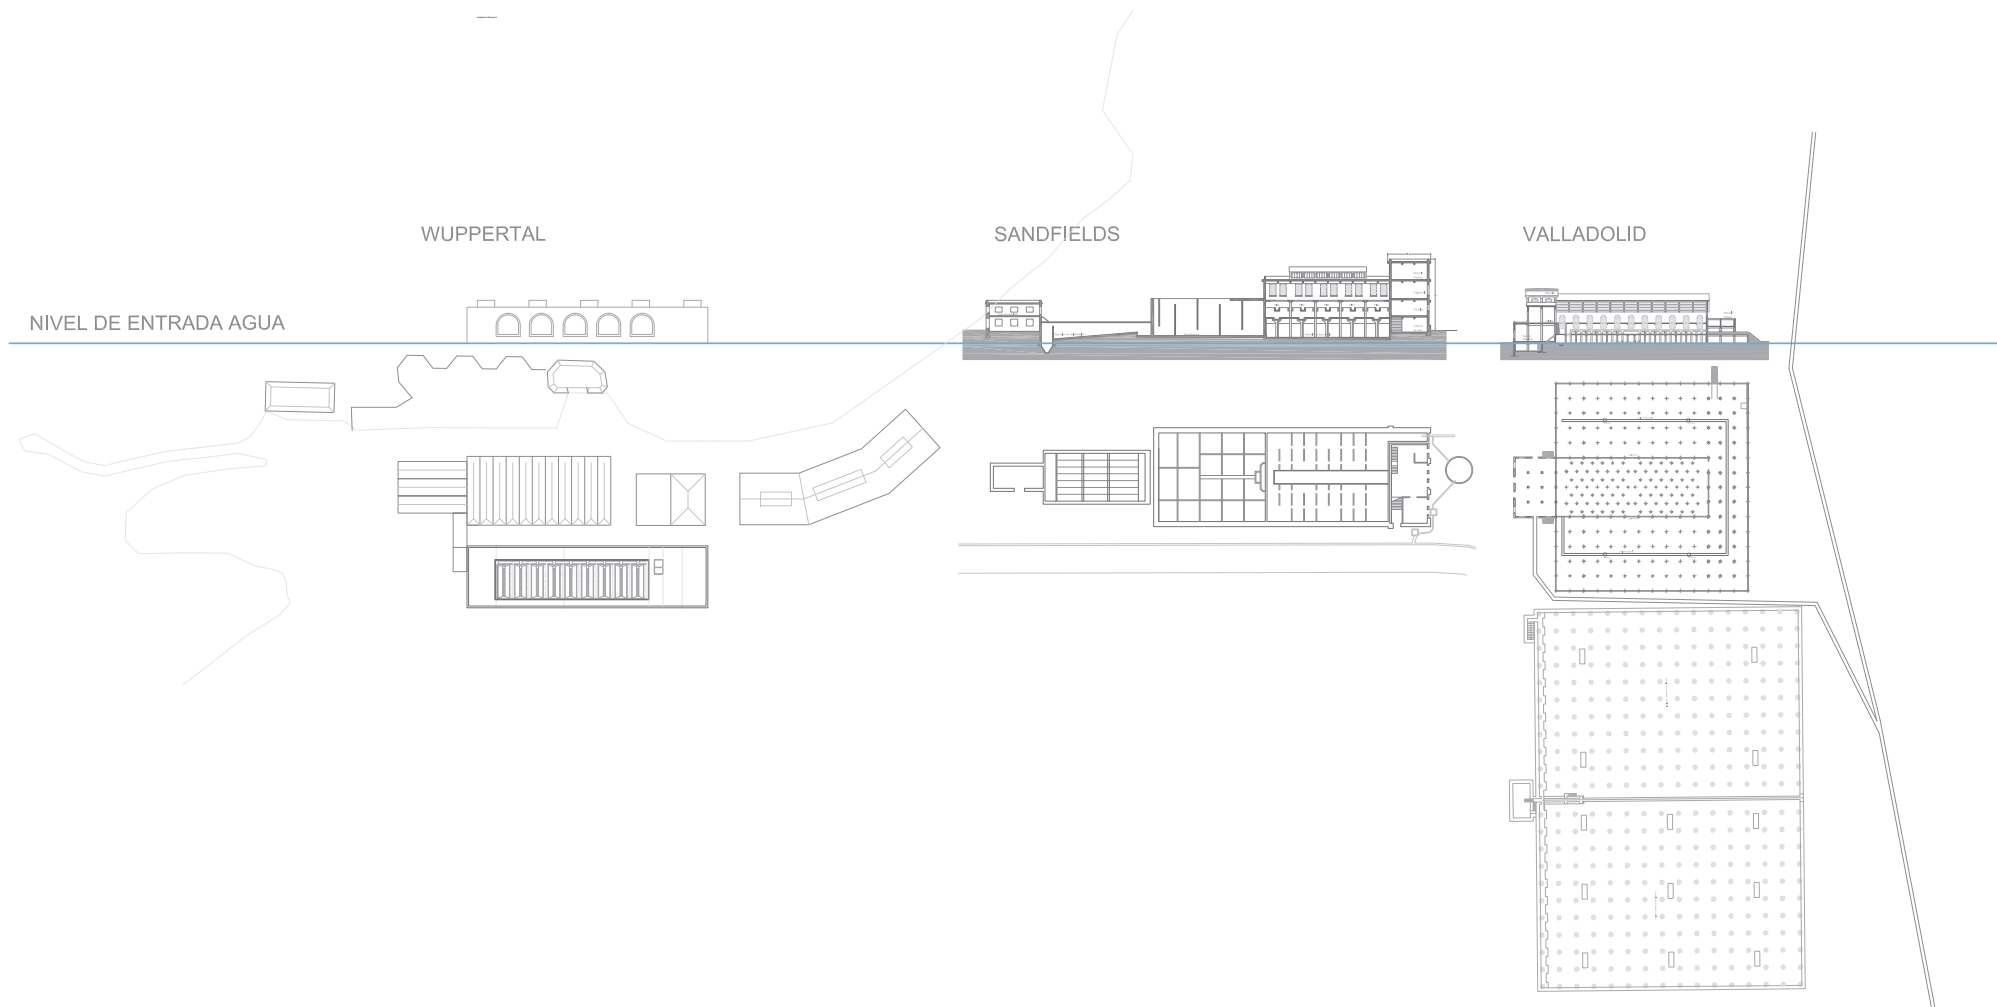 WUPPERTAL
SANDFIELDS
VALLADOLID
NIVEL DE ENTRADA AGUA